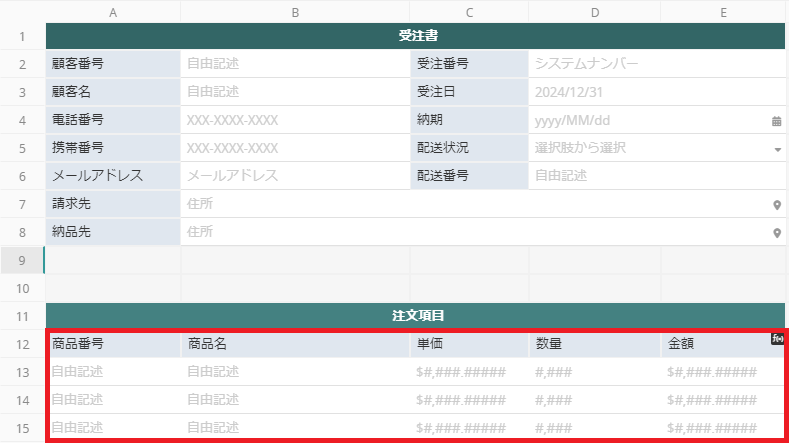 A B C D E
1 受注書
2 顧客番号 自由記述 受注番号 システムナンバー
3 顧客名 自由記述 受注日 2024/12/31
4 電話番号 XXX-XXXX-XXXX 納期 yyyy/MM/dd
5 携帯番号 XXX-XXXX-XXXX 配送状況 選択肢から選択
6 メールアドレス メールアドレス 配送番号 自由記述
7 請求先 住所
8 納品先 住所
9
10
11 注文項目
12 商品番号 商品名 単価 数量 金額 f(x)
13 自由記述 自由記述 $#,###.##### #,### $#,###.#####
14 自由記述 自由記述 $#,###.##### #,### $#,###.#####
15 自由記述 自由記述 $#,###.##### #,### $#,###.#####